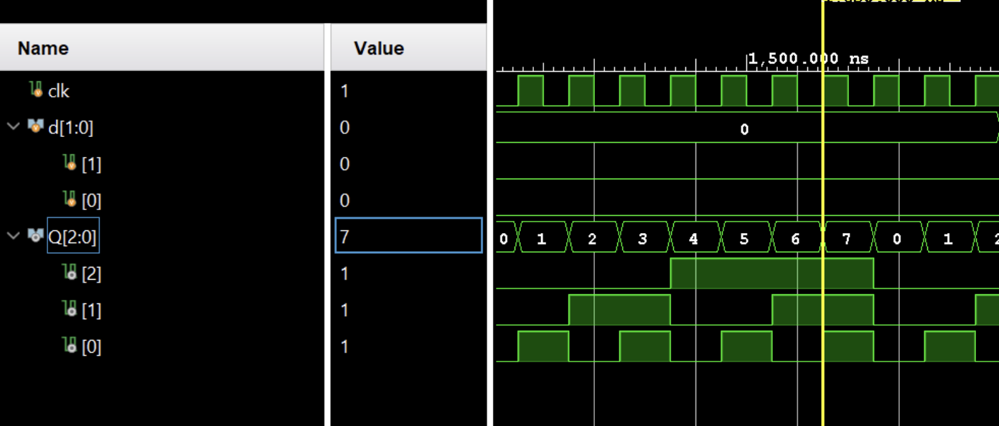 Name Value
1,500.000 ns
clk 1
d[1:0] 0 0
[1] 0
[0] 0
Q[2:0] 7 0 1 2 3 4 5 6 7 0 1 2
[2] 1
[1] 1
[0] 1